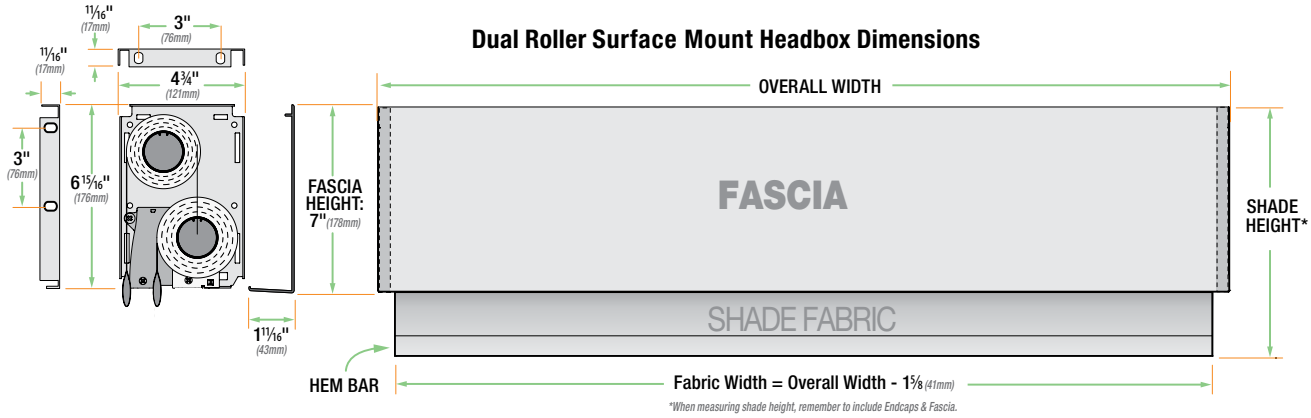 Dual Roller Surface Mount Headbox Dimensions
11/16"
(17mm)
3"
(76mm)
11/16"
(17mm)
4¾"
(121mm)
3"
(76mm)
6 15/16"
(176mm)
FASCIA
HEIGHT:
7" (178mm)
1 11/16"
(43mm)
OVERALL WIDTH
FASCIA
SHADE
HEIGHT*
SHADE FABRIC
HEM BAR
Fabric Width = Overall Width - 1⅝ (41mm)
*When measuring shade height, remember to include Endcaps & Fascia.